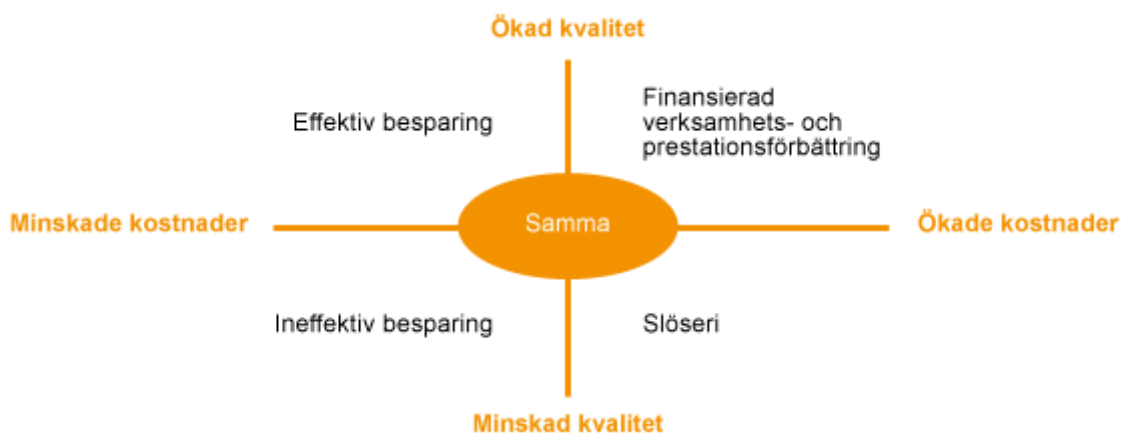 Ökad kvalitet
Effektiv besparing
Finansierad
verksamhets- och
prestationsförbättring
Minskade kostnader
Samma
Ökade kostnader
Ineffektiv besparing
Slöseri
Minskad kvalitet